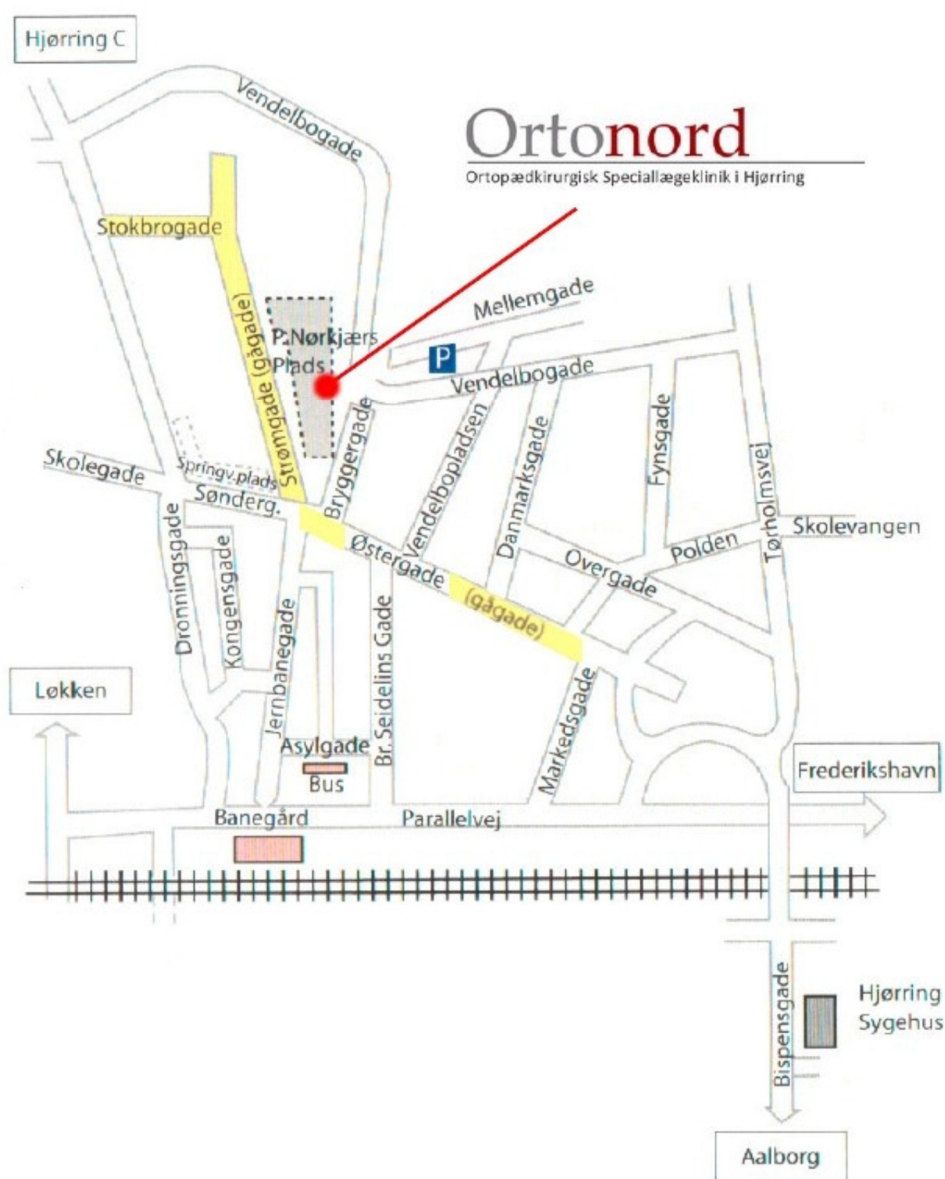 Hjørring C
Vendelbogade
Ortonord
Ortopædkirurgisk Speciallægeklinik i Hjørring
Stokbrogade
Strømgade (gågade)
P. Nørkjærs
Plads
Mellemgade
P
Vendelbogade
Bryggergade
Vendelbopladsen
Danmarksgade
Fynsgade
Tørholmsvej
Skolegade
Springv.plads
Sønderg.
Østergade
(gågade)
Overgade
Polden
Skolevangen
Dronningsgade
Kongensgade
Jernbanegade
Br. Seidelins Gade
Markedsgade
Løkken
Asylgade
Bus
Frederikshavn
Banegård
Parallelvej
Bispensgade
Hjørring
Sygehus
Aalborg